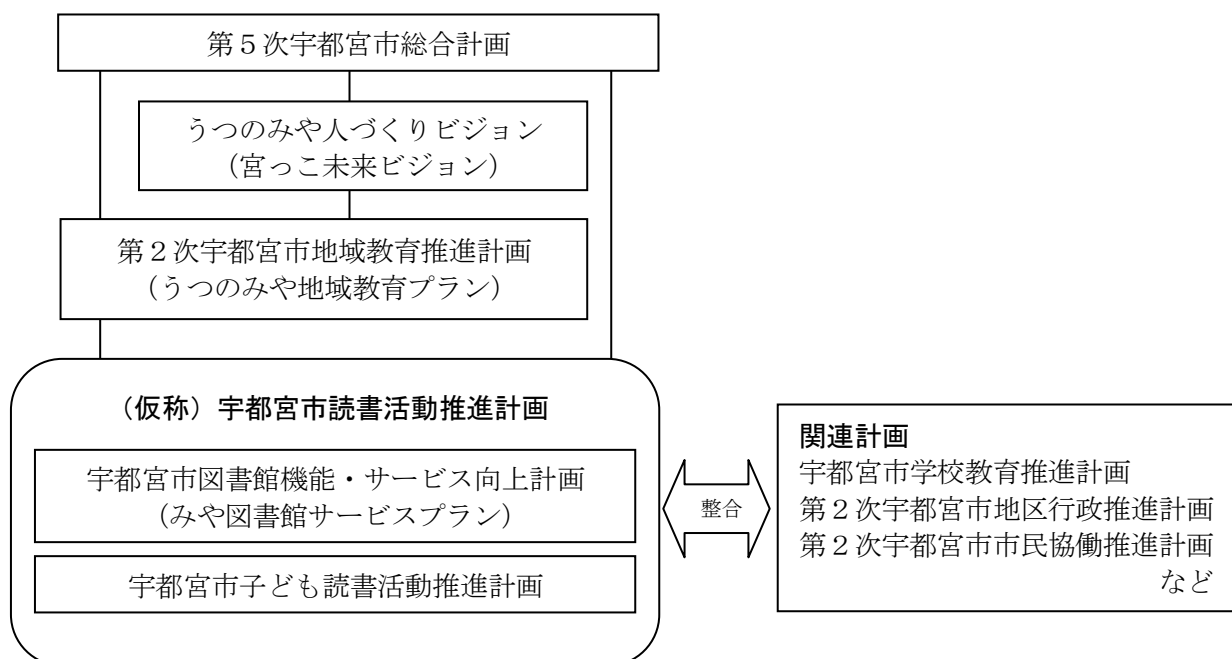 第５次宇都宮市総合計画
うつのみや人づくりビジョン
（宮っこ未来ビジョン）
第２次宇都宮市地域教育推進計画
（うつのみや地域教育プラン）
（仮称）宇都宮市読書活動推進計画
宇都宮市図書館機能・サービス向上計画
（みや図書館サービスプラン）
宇都宮市子ども読書活動推進計画
整合
関連計画
宇都宮市学校教育推進計画
第２次宇都宮市地区行政推進計画
第２次宇都宮市市民協働推進計画
など